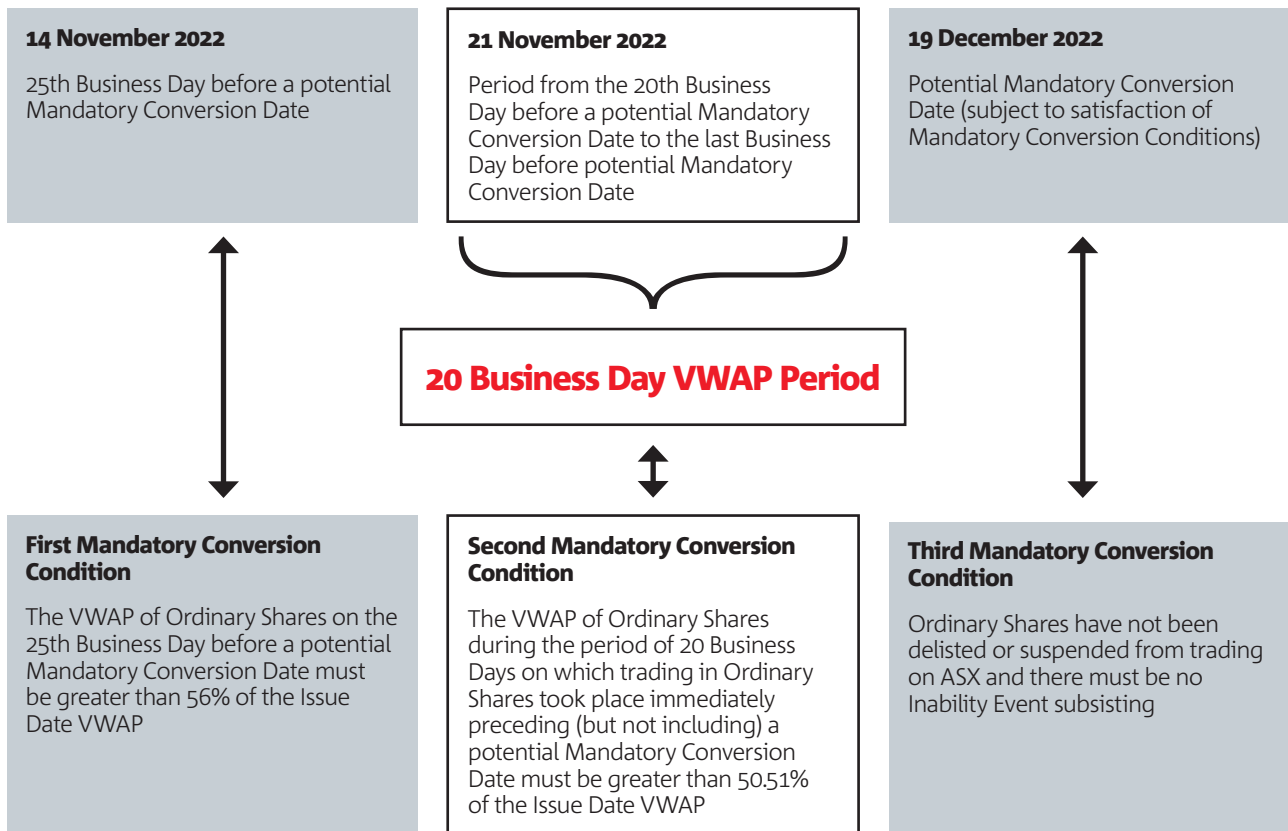 14 November 2022
25th Business Day before a potential
Mandatory Conversion Date
21 November 2022
Period from the 20th Business
Day before a potential Mandatory
Conversion Date to the last Business
Day before potential Mandatory
Conversion Date
19 December 2022
Potential Mandatory Conversion
Date (subject to satisfaction of
Mandatory Conversion Conditions)
20 Business Day VWAP Period
First Mandatory Conversion
Condition
The VWAP of Ordinary Shares on the
25th Business Day before a potential
Mandatory Conversion Date must
be greater than 56% of the Issue
Date VWAP
Second Mandatory Conversion
Condition
The VWAP of Ordinary Shares
during the period of 20 Business
Days on which trading in Ordinary
Shares took place immediately
preceding (but not including) a
potential Mandatory Conversion
Date must be greater than 50.51%
of the Issue Date VWAP
Third Mandatory Conversion
Condition
Ordinary Shares have not been
delisted or suspended from trading
on ASX and there must be no
Inability Event subsisting